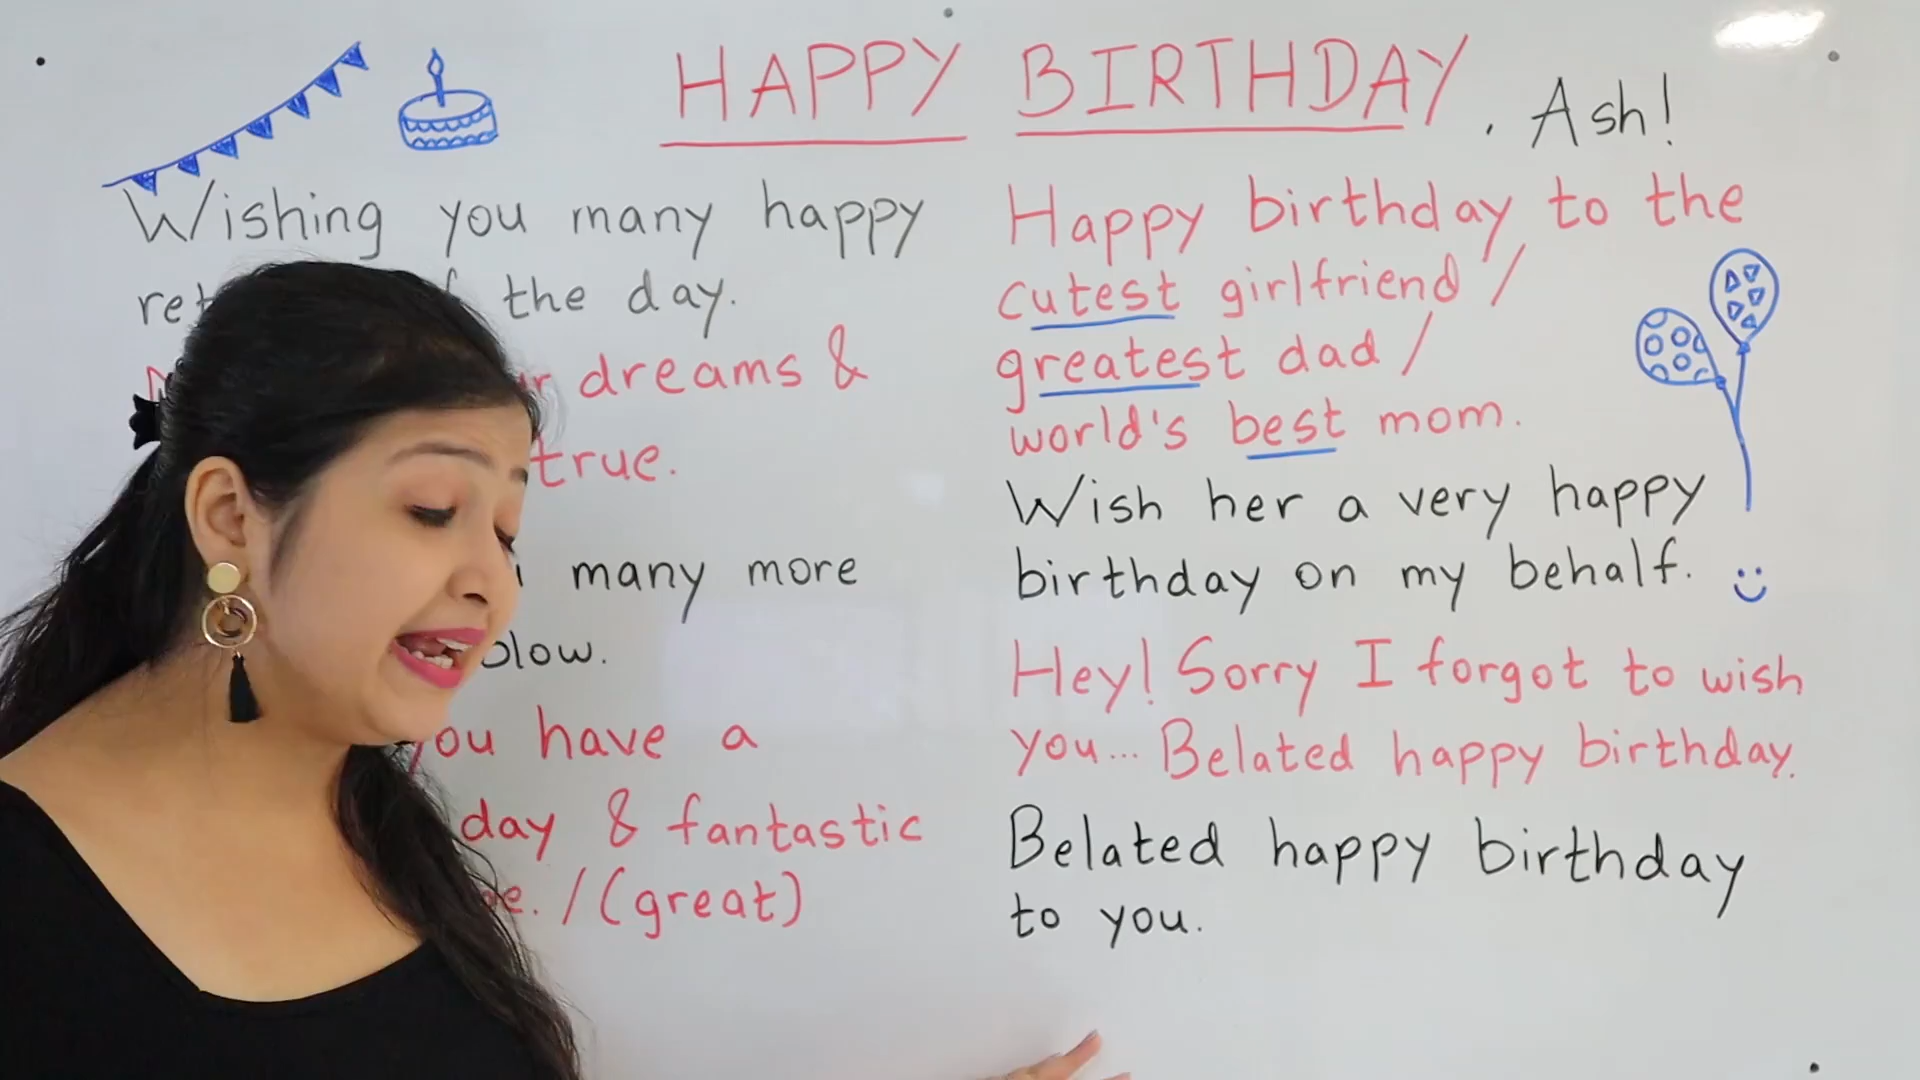 HAPPY BIRTHDAY, Ash!
Wishing you many happy
the day.
dreams &
true.
many more
you have a
day & fantastic
/ (great)
Happy birthday to the
cutest girlfriend /
greatest dad /
world's best mom.
Wish her a very happy
birthday on my behalf.
Hey! Sorry I forgot to wish
you... Belated happy birthday.
Belated happy birthday
to you.